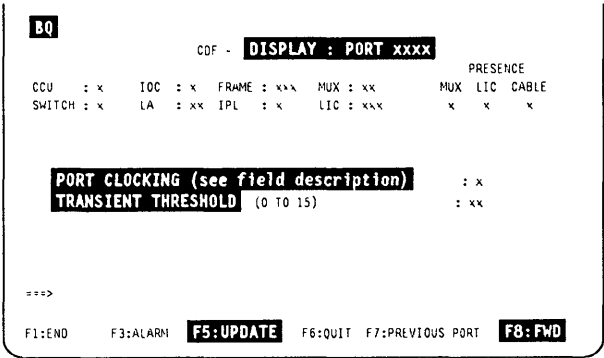 BQ
CDF - DISPLAY : PORT xxxx
PRESENCE
CCU : x IOC : x FRAME : xxx MUX : xx MUX LIC CABLE
SWITCH : x LA : xx IPL : x LIC : xxx x x x
PORT CLOCKING (see field description) : x
TRANSIENT THRESHOLD (0 TO 15) : xx
===>
F1:END F3:ALARM F5:UPDATE F6:QUIT F7:PREVIOUS PORT F8:FWD